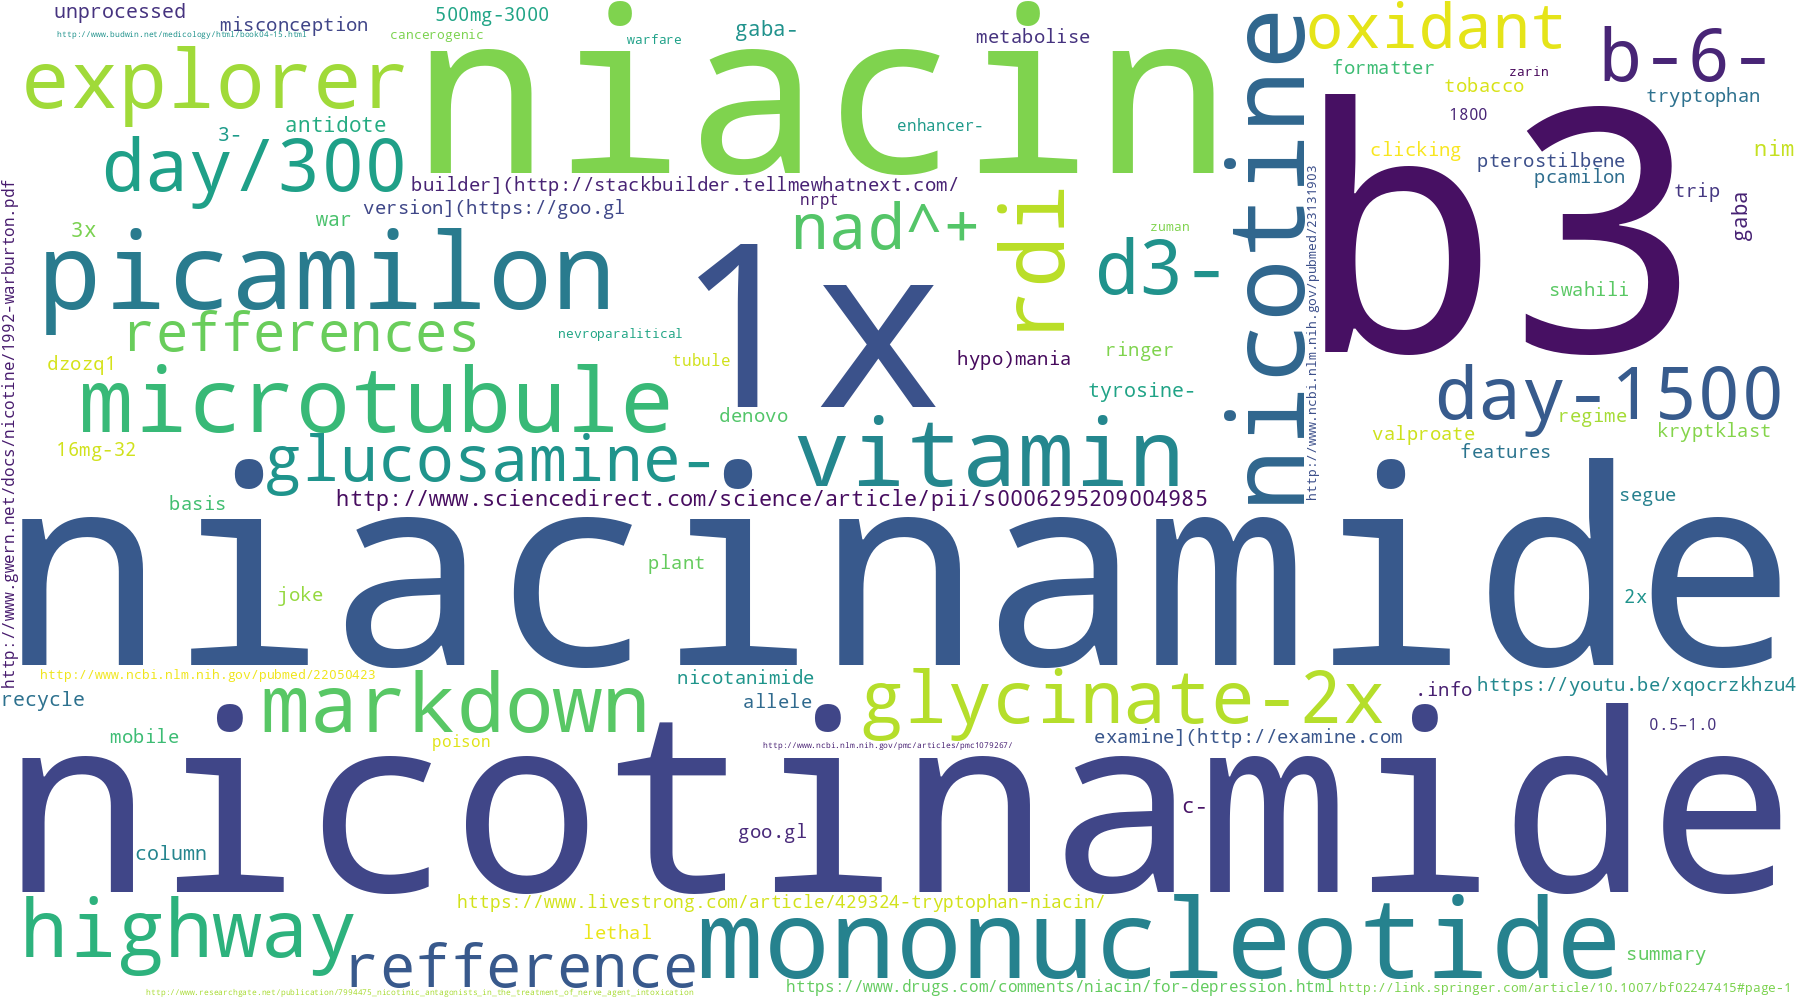 unprocessed
misconception
500mg-3000
http://www.budwin.net/medicology/html/book04-15.html
cancerogenic
warfare
gaba-
metabolise
niacin
explorer
oxidant
b-6-
formatter
zarin
tobacco
tryptophan
1800
3-
antidote
enhancer-
day/300
clicking
pterostilbene
nim
pcamilon
trip
gaba
b3
nicotine
http://www.ncbi.nlm.nih.gov/pubmed/23131903
http://www.gwern.net/docs/nicotine/1992-warburton.pdf
builder](http://stackbuilder.tellmewhatnext.com/
version](https://goo.gl
nrpt
war
3x
nad^+
rdi
zuman
d3-
picamilon
1x
swahili
refferences
nevroparalitical
dzozq1
tubule
hypo)mania
ringer
microtubule
tyrosine-
denovo
day-1500
regime
valproate
kryptklast
16mg-32
glucosamine-
vitamin
features
http://www.sciencedirect.com/science/article/pii/s0006295209004985
basis
segue
niacinamide
plant
joke
2x
http://www.ncbi.nlm.nih.gov/pubmed/22050423
nicotanimide
recycle
markdown
allele
glycinate-2x
.info
https://youtu.be/xqocrzkhzu4
mobile
poison
http://www.ncbi.nlm.nih.gov/pmc/articles/pmc1079267/
examine](http://examine.com
0.5–1.0
nicotinamide
c-
goo.gl
column
highway
https://www.livestrong.com/article/429324-tryptophan-niacin/
lethal
refference
mononucleotide
summary
http://www.researchgate.net/publication/7994475_nicotinic_antagonists_in_the_treatment_of_nerve_agent_intoxication
https://www.drugs.com/comments/niacin/for-depression.html
http://link.springer.com/article/10.1007/bf02247415#page-1